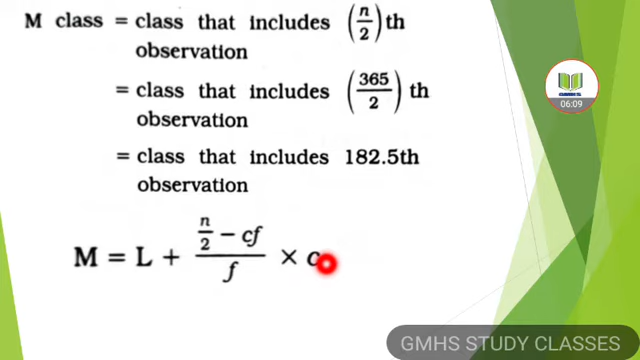 M class = class that includes (n/2)th
observation
= class that includes (365/2) th
observation
= class that includes 182.5th
observation
M = L + (n/2 − cf)/f × c
06:09
GMHS STUDY CLASSES